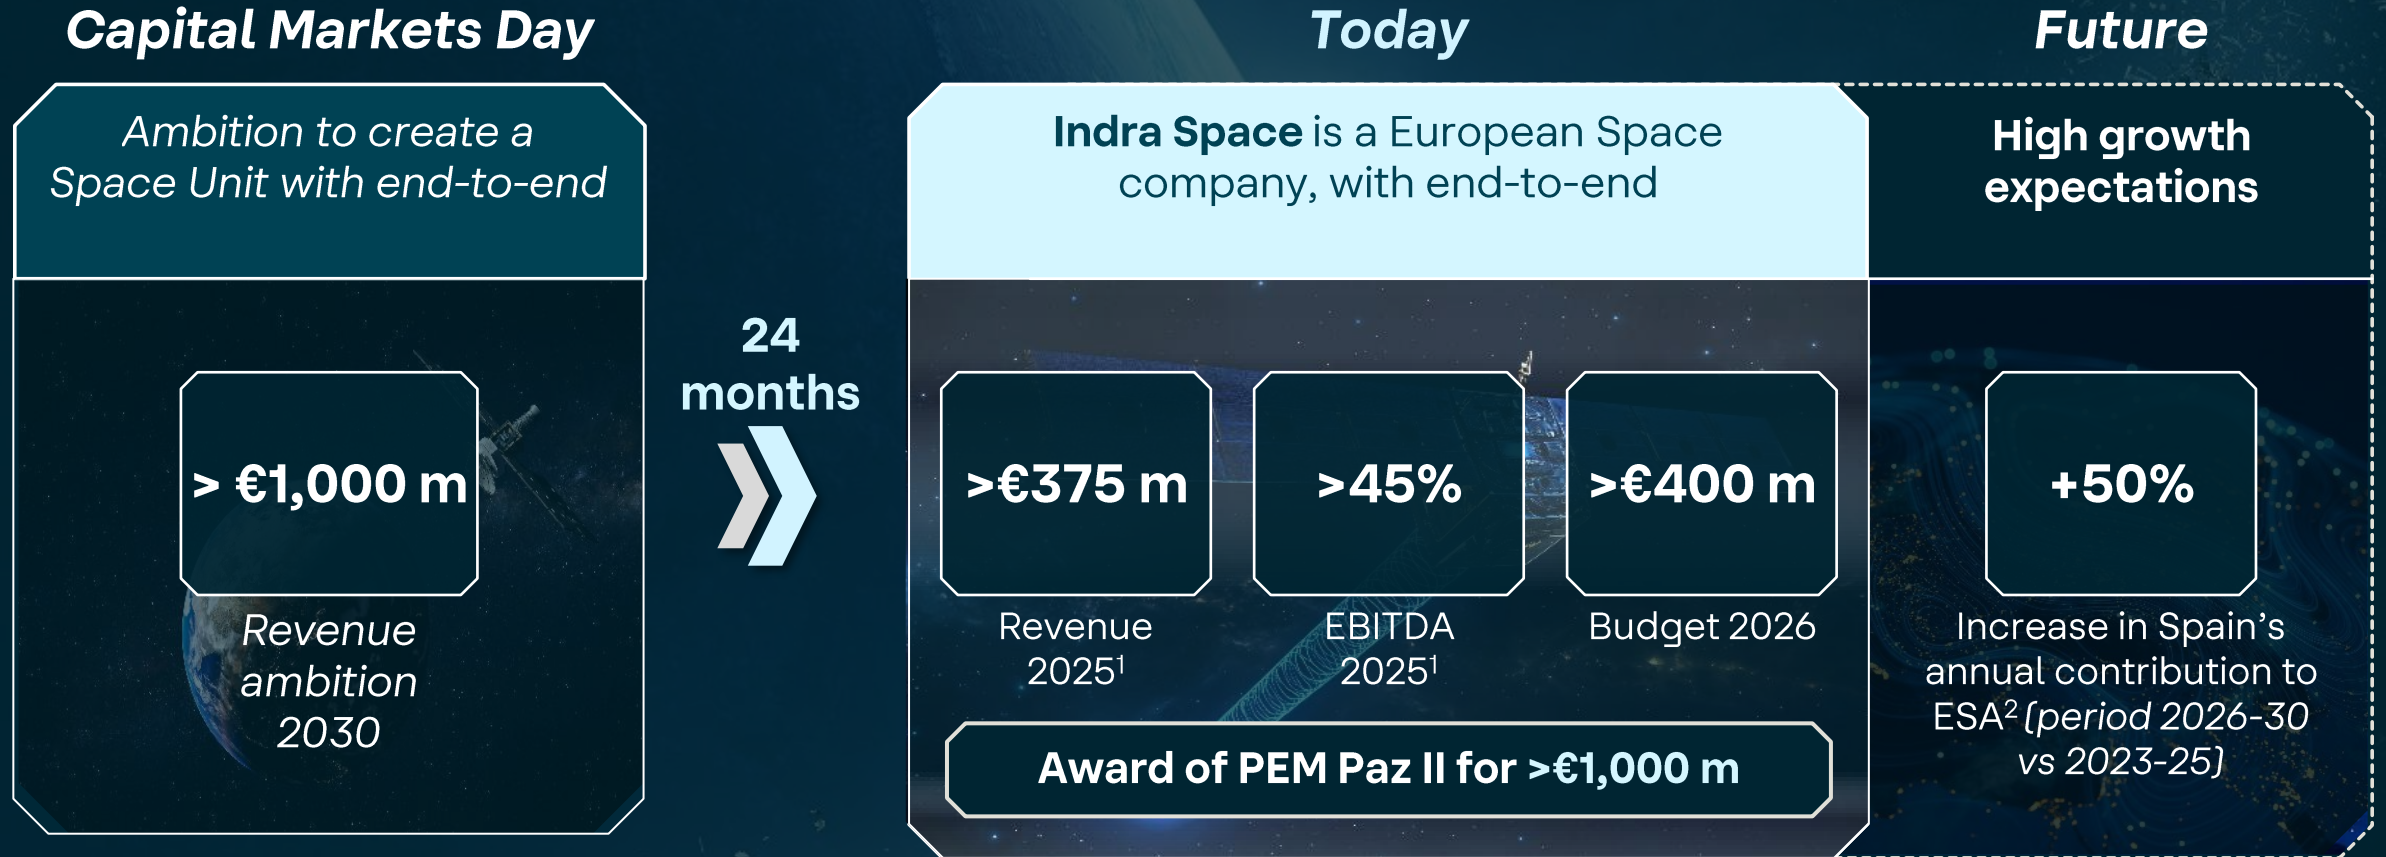 Capital Markets Day
Ambition to create a
Space Unit with end-to-end
> €1,000 m
Revenue
ambition
2030
24
months
Today
Indra Space is a European Space
company, with end-to-end
>€375 m
Revenue
2025¹
>45%
EBITDA
2025¹
>€400 m
Budget 2026
Award of PEM Paz II for >€1,000 m
Future
High growth
expectations
+50%
Increase in Spain's
annual contribution to
ESA² (period 2026-30
vs 2023-25)